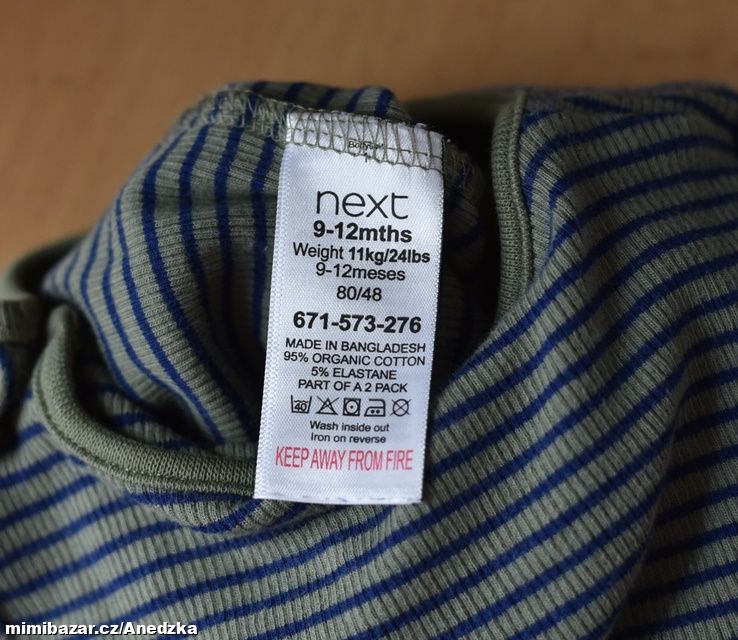 next
9-12mths
Weight 11kg/24lbs
9-12meses
80/48
671-573-276
MADE IN BANGLADESH
95% ORGANIC COTTON
5% ELASTANE
PART OF A 2 PACK
40
Wash inside out
Iron on reverse
KEEP AWAY FROM FIRE
mimibazar.cz/Anedzka